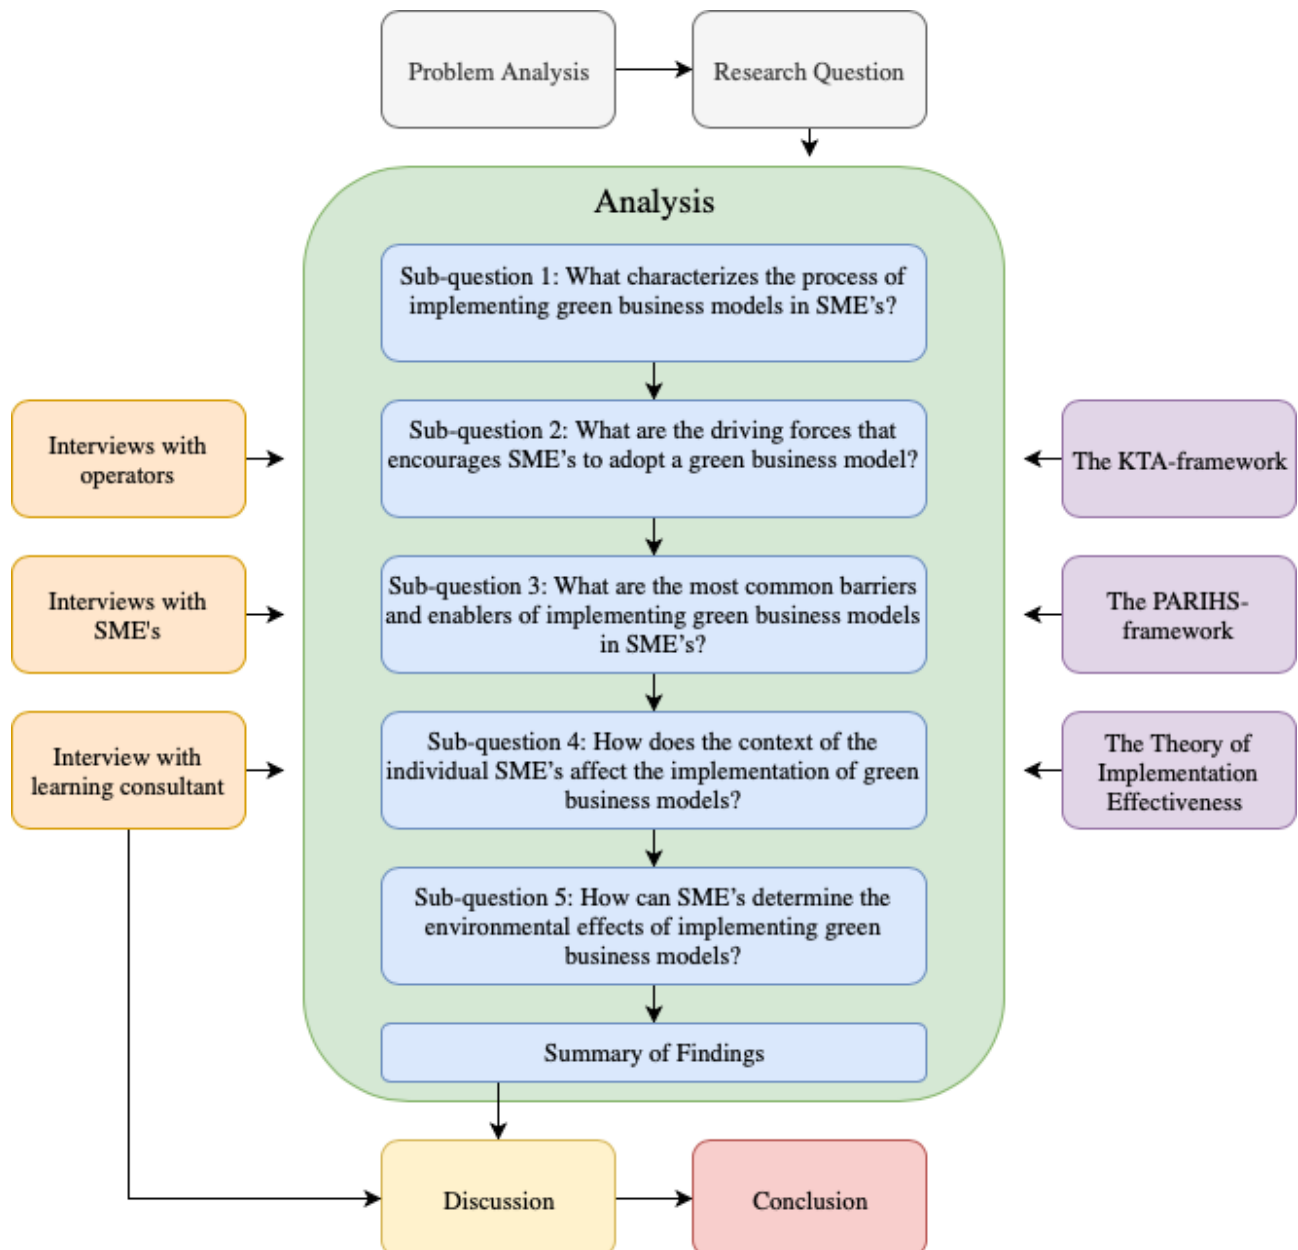 Problem Analysis
Research Question
Analysis
Sub-question 1: What characterizes the process of
implementing green business models in SME's?
Interviews with
operators
Sub-question 2: What are the driving forces that
encourages SME's to adopt a green business model?
The KTA-framework
Interviews with
SME's
Sub-question 3: What are the most common barriers
and enablers of implementing green business models
in SME's?
The PARIHS-
framework
Interview with
learning consultant
Sub-question 4: How does the context of the
individual SME's affect the implementation of green
business models?
The Theory of
Implementation
Effectiveness
Sub-question 5: How can SME's determine the
environmental effects of implementing green
business models?
Summary of Findings
Discussion
Conclusion